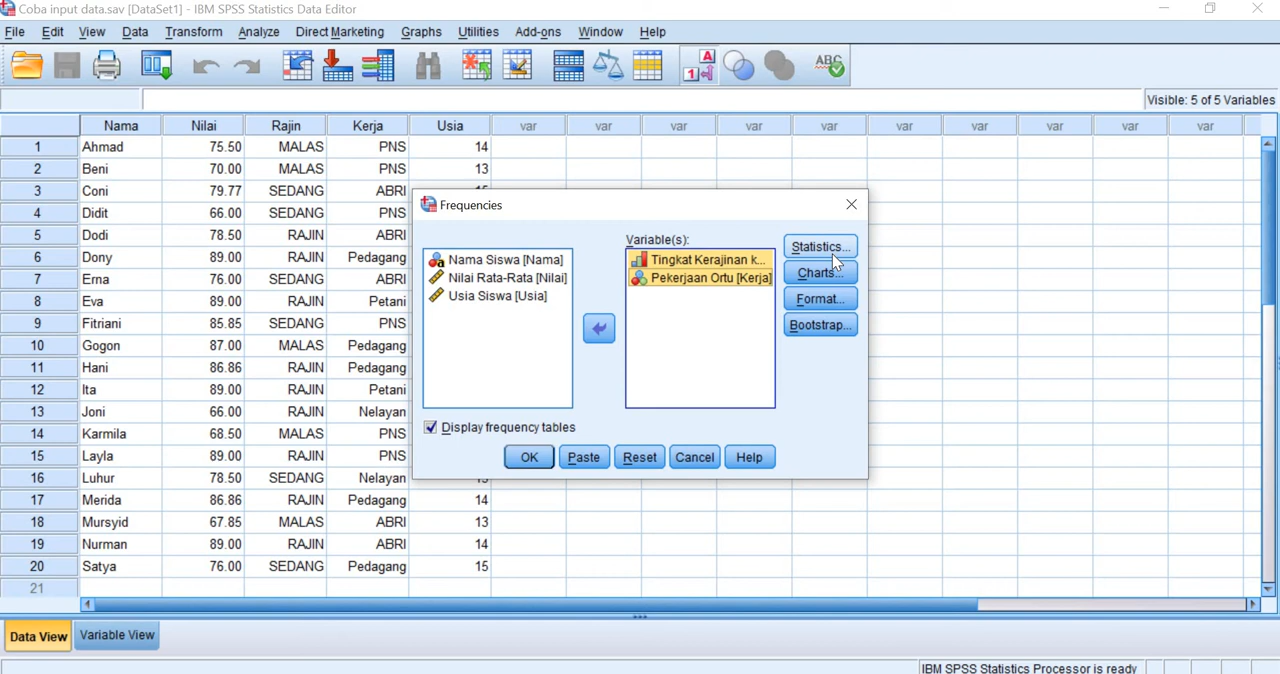 Coba input data.sav [DataSet1] - IBM SPSS Statistics Data Editor
File Edit View Data Transform Analyze Direct Marketing Graphs Utilities Add-ons Window Help
Visible: 5 of 5 Variables
Nama Nilai Rajin Kerja Usia var var var var var var var var var var
1 Ahmad 75.50 MALAS PNS 14
2 Beni 70.00 MALAS PNS 13
3 Coni 79.77 SEDANG ABRI
4 Didit 66.00 SEDANG PNS
5 Dodi 78.50 RAJIN ABRI
6 Dony 89.00 RAJIN Pedagang
7 Erna 76.00 SEDANG ABRI
8 Eva 89.00 RAJIN Petani
9 Fitriani 85.85 SEDANG PNS
10 Gogon 87.00 MALAS Pedagang
11 Hani 86.86 RAJIN Pedagang
12 Ita 89.00 RAJIN Petani
13 Joni 66.00 RAJIN Nelayan
14 Karmila 68.50 MALAS PNS
15 Layla 89.00 RAJIN PNS
16 Luhur 78.50 SEDANG Nelayan
17 Merida 86.86 RAJIN Pedagang 14
18 Mursyid 67.85 MALAS ABRI 13
19 Nurman 89.00 RAJIN ABRI 14
20 Satya 76.00 SEDANG Pedagang 15
21
Frequencies
Variable(s):
Nama Siswa [Nama]
Nilai Rata-Rata [Nilai]
Usia Siswa [Usia]
Tingkat Kerajinan k...
Pekerjaan Ortu [Kerja]
Statistics...
Charts...
Format...
Bootstrap...
Display frequency tables
OK Paste Reset Cancel Help
Data View Variable View
IBM SPSS Statistics Processor is ready